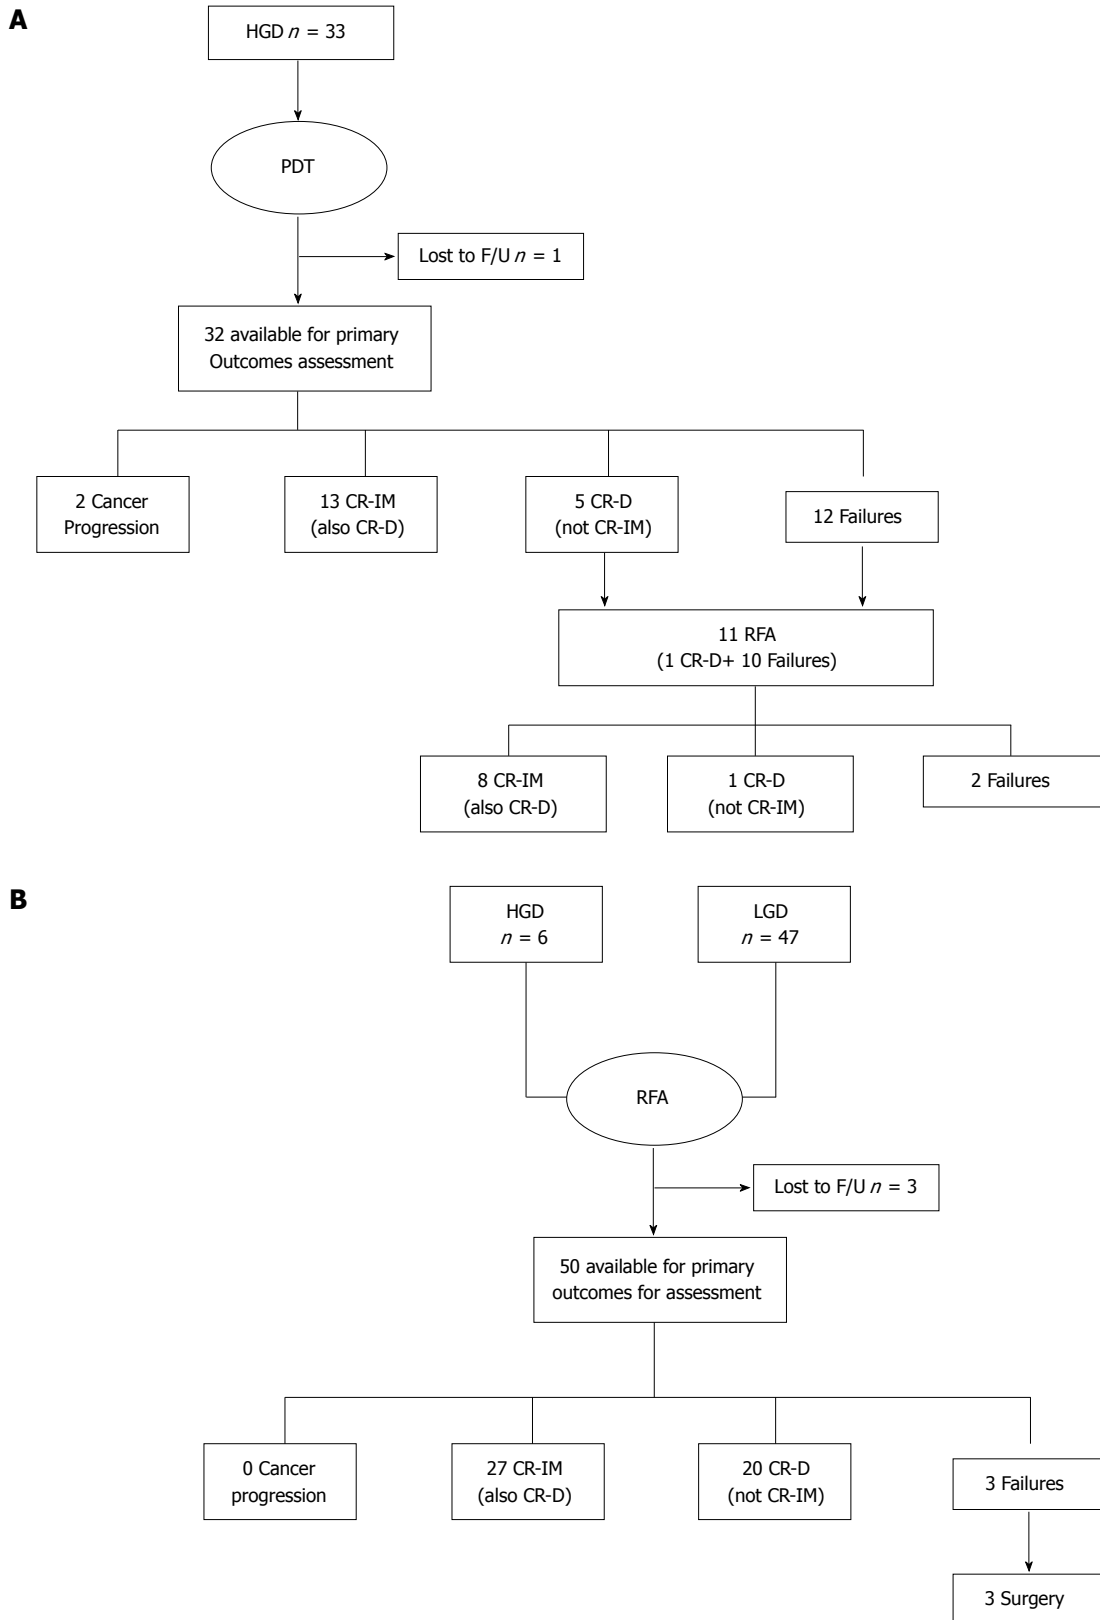 A
HGD n = 33
PDT
Lost to F/U n = 1
32 available for primary
Outcomes assessment
2 Cancer
Progression
13 CR-IM
(also CR-D)
5 CR-D
(not CR-IM)
12 Failures
11 RFA
(1 CR-D+ 10 Failures)
8 CR-IM
(also CR-D)
1 CR-D
(not CR-IM)
2 Failures
B
HGD
n = 6
LGD
n = 47
RFA
Lost to F/U n = 3
50 available for primary
outcomes for assessment
0 Cancer
progression
27 CR-IM
(also CR-D)
20 CR-D
(not CR-IM)
3 Failures
3 Surgery